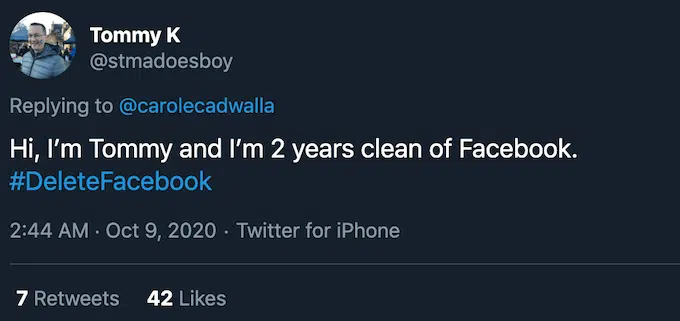 Tommy K
@stmadoesboy
Replying to @carolecadwalla
Hi, I’m Tommy and I’m 2 years clean of Facebook.
#DeleteFacebook
2:44 AM · Oct 9, 2020 · Twitter for iPhone
7 Retweets 42 Likes